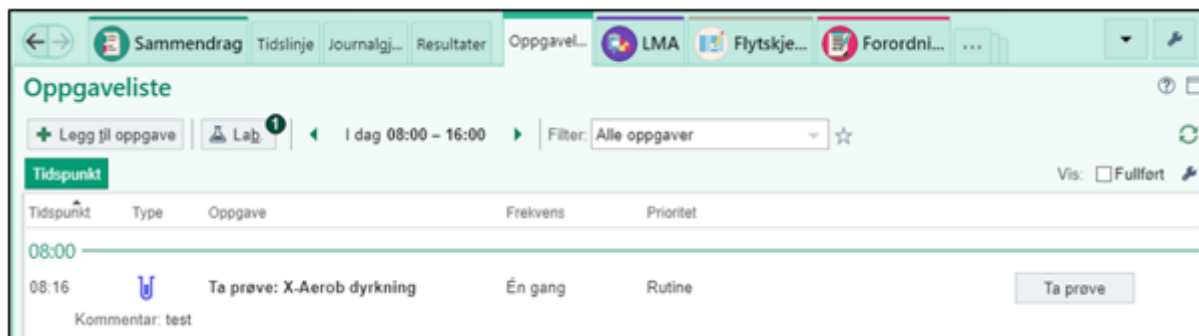 Sammendrag Tidslinje Journalgj... Resultater Oppgavel... LMA Flytskje... Forordni... ...
Oppgaveliste
Legg til oppgave Lab. 1 I dag 08:00 – 16:00 Filter: Alle oppgaver
Tidspunkt Vis: Fullført
Tidspunkt Type Oppgave Frekvens Prioritet
08:00
08:16 Ta prøve: X-Aerob dyrkning Én gang Rutine Ta prøve
Kommentar: test